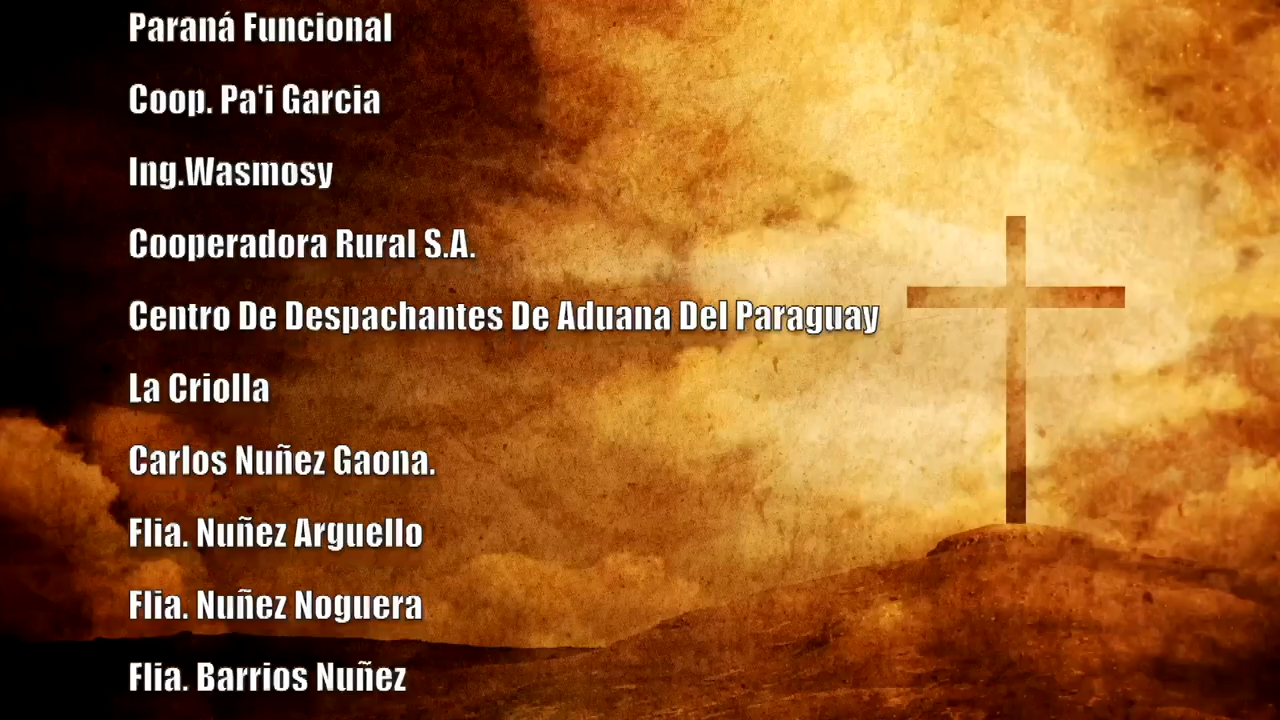 Paraná Funcional
Coop. Pa'i Garcia
Ing.Wasmosy
Cooperadora Rural S.A.
Centro De Despachantes De Aduana Del Paraguay
La Criolla
Carlos Nuñez Gaona.
Flia. Nuñez Arguello
Flia. Nuñez Noguera
Flia. Barrios Nuñez